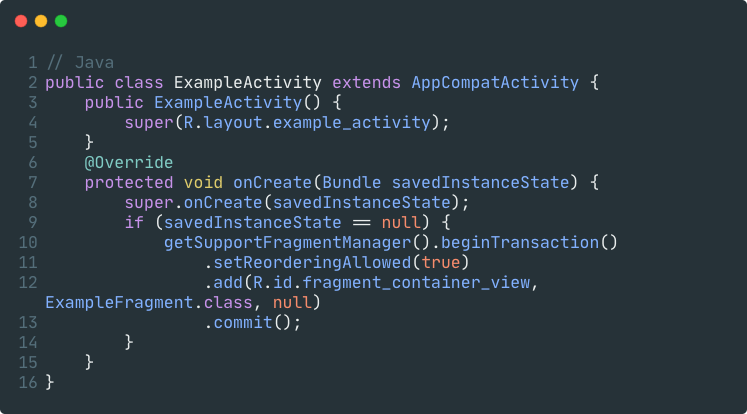 1 // Java
2 public class ExampleActivity extends AppCompatActivity {
3     public ExampleActivity() {
4         super(R.layout.example_activity);
5     }
6     @Override
7     protected void onCreate(Bundle savedInstanceState) {
8         super.onCreate(savedInstanceState);
9         if (savedInstanceState == null) {
10             getSupportFragmentManager().beginTransaction()
11                 .setReorderingAllowed(true)
12                 .add(R.id.fragment_container_view,
ExampleFragment.class, null)
13                 .commit();
14         }
15     }
16 }